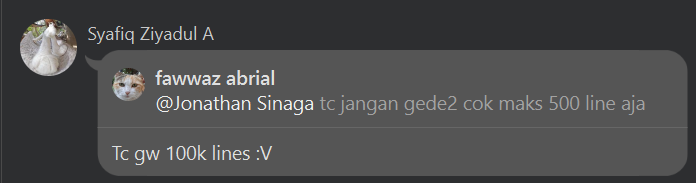 Syafiq Ziyadul A
fawwaz abrial
@Jonathan Sinaga tc jangan gede2 cok maks 500 line aja
Tc gw 100k lines :V